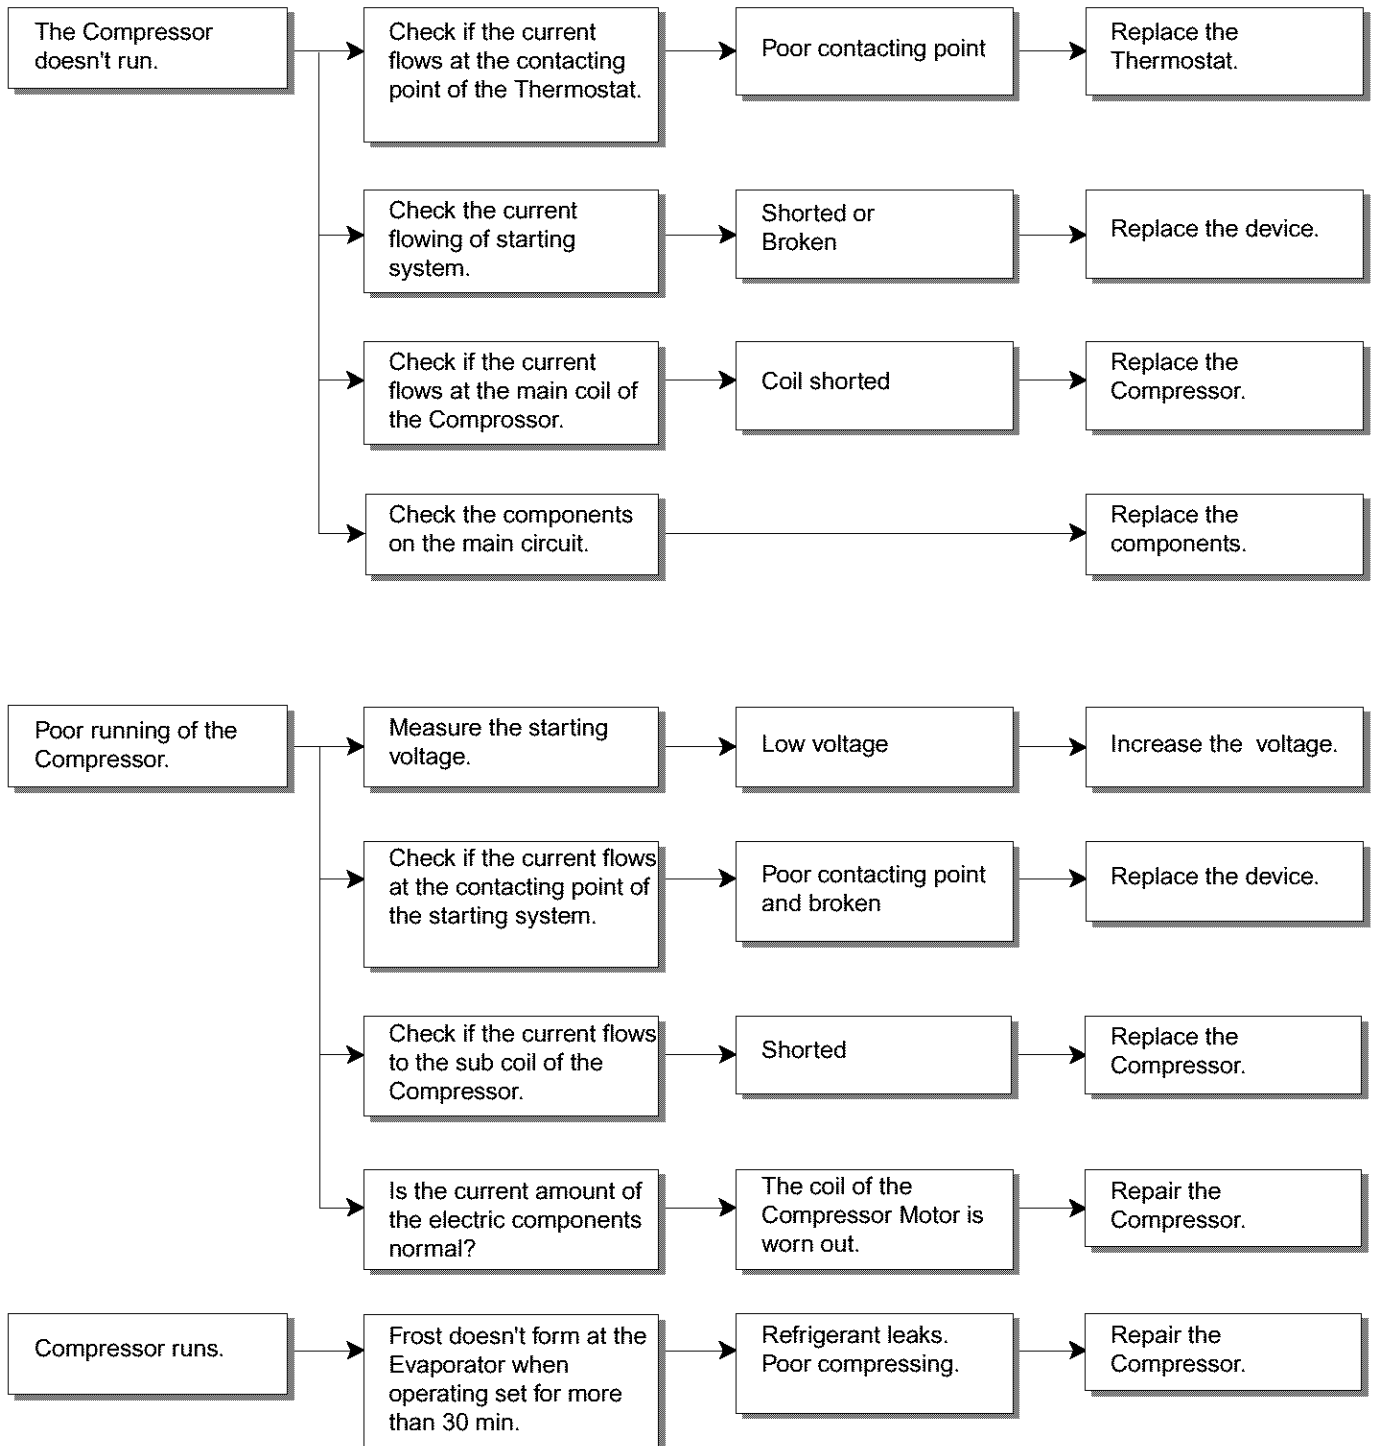 The Compressor
doesn't run.
Check if the current
flows at the contacting
point of the Thermostat.
Poor contacting point
Replace the
Thermostat.
Check the current
flowing of starting
system.
Shorted or
Broken
Replace the device.
Check if the current
flows at the main coil of
the Comprossor.
Coil shorted
Replace the
Compressor.
Check the components
on the main circuit.
Replace the
components.
Poor running of the
Compressor.
Measure the starting
voltage.
Low voltage
Increase the  voltage.
Check if the current flows
at the contacting point of
the starting system.
Poor contacting point
and broken
Replace the device.
Check if the current flows
to the sub coil of the
Compressor.
Shorted
Replace the
Compressor.
Is the current amount of
the electric components
normal?
The coil of the
Compressor Motor is
worn out.
Repair the
Compressor.
Compressor runs.
Frost doesn't form at the
Evaporator when
operating set for more
than 30 min.
Refrigerant leaks.
Poor compressing.
Repair the
Compressor.